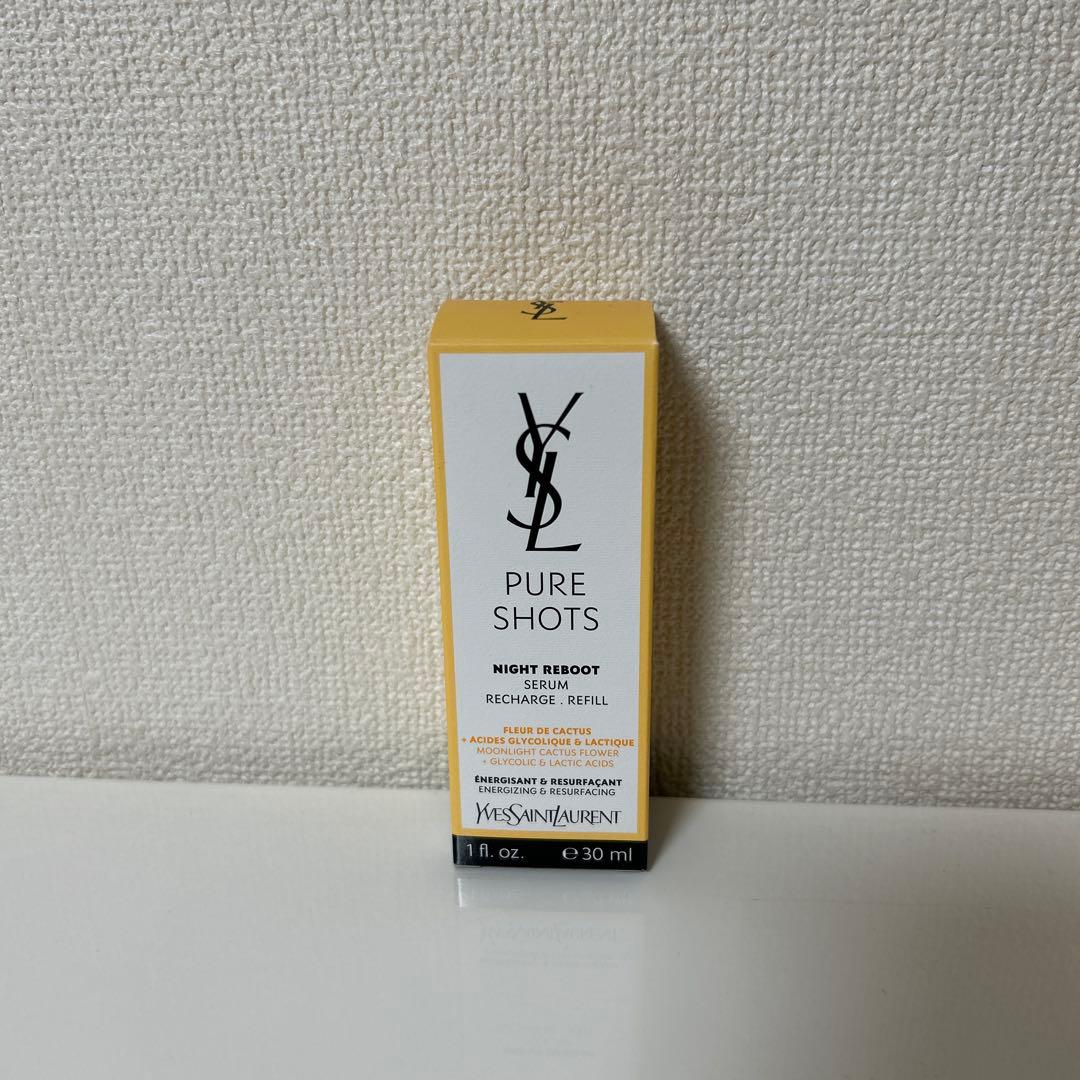 YSL
YSL
PURE
SHOTS
NIGHT REBOOT
SERUM
RECHARGE . REFILL
FLEUR DE CACTUS
+ ACIDES GLYCOLIQUE & LACTIQUE
MOONLIGHT CACTUS FLOWER
+ GLYCOLIC & LACTIC ACIDS
ÉNERGISANT & RESURFAÇANT
ENERGIZING & RESURFACING
YVESSAINTLAURENT
1 fl. oz. ℮ 30 ml